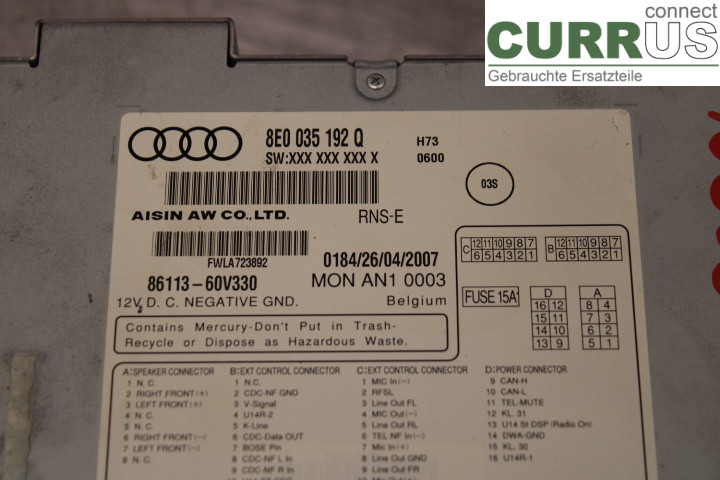 connect
CURRUS
Gebrauchte Ersatzteile
8E0 035 192 Q
SW:XXX XXX XXX X
H73
0600
03S
AISIN AW CO., LTD.
RNS-E
FWLA723892
0184/26/04/2007
86113-60V330
MON AN1 0003
12V D. C. NEGATIVE GND.
Belgium
C 12 11 10 9 8 7
6 5 4 3 2 1
B 12 11 10 9 8 7
6 5 4 3 2 1
FUSE 15A
D
16 12
15 11
14 10
13 9
A
8 4
7 3
6 2
5 1
Contains Mercury-Don't Put in Trash-
Recycle or Dispose as Hazardous Waste.
A:SPEAKER CONNECTOR
1 N. C.
2 RIGHT FRONT(+)
3 LEFT FRONT(+)
4 N. C.
5 N. C.
6 RIGHT FRONT(-)
7 LEFT FRONT(-)
8 N. C.
B:EXT CONTROL CONNECTOR
1 N.C.
2 CDC-NF GND
3 V-Signal
4 U14R-2
5 K-Line
6 CDC-Data OUT
7 BOSE Pin
8 CDC-NF L In
9 CDC-NF R In
C:EXT CONTROL CONNECTOR
1 MIC In(-)
2 RFSL
3 Line Out FL
4 MIC Out(-)
5 Line Out RL
6 TEL NF In(-)
7 MIC In(+)
8 Line Out GND
9 Line Out FR
D:POWER CONNECTOR
9 CAN-H
10 CAN-L
11 TEL-MUTE
12 KL. 31
13 U14 St DSP (Radio On)
14 DWA-GND
15 KL. 30
16 U14R-1